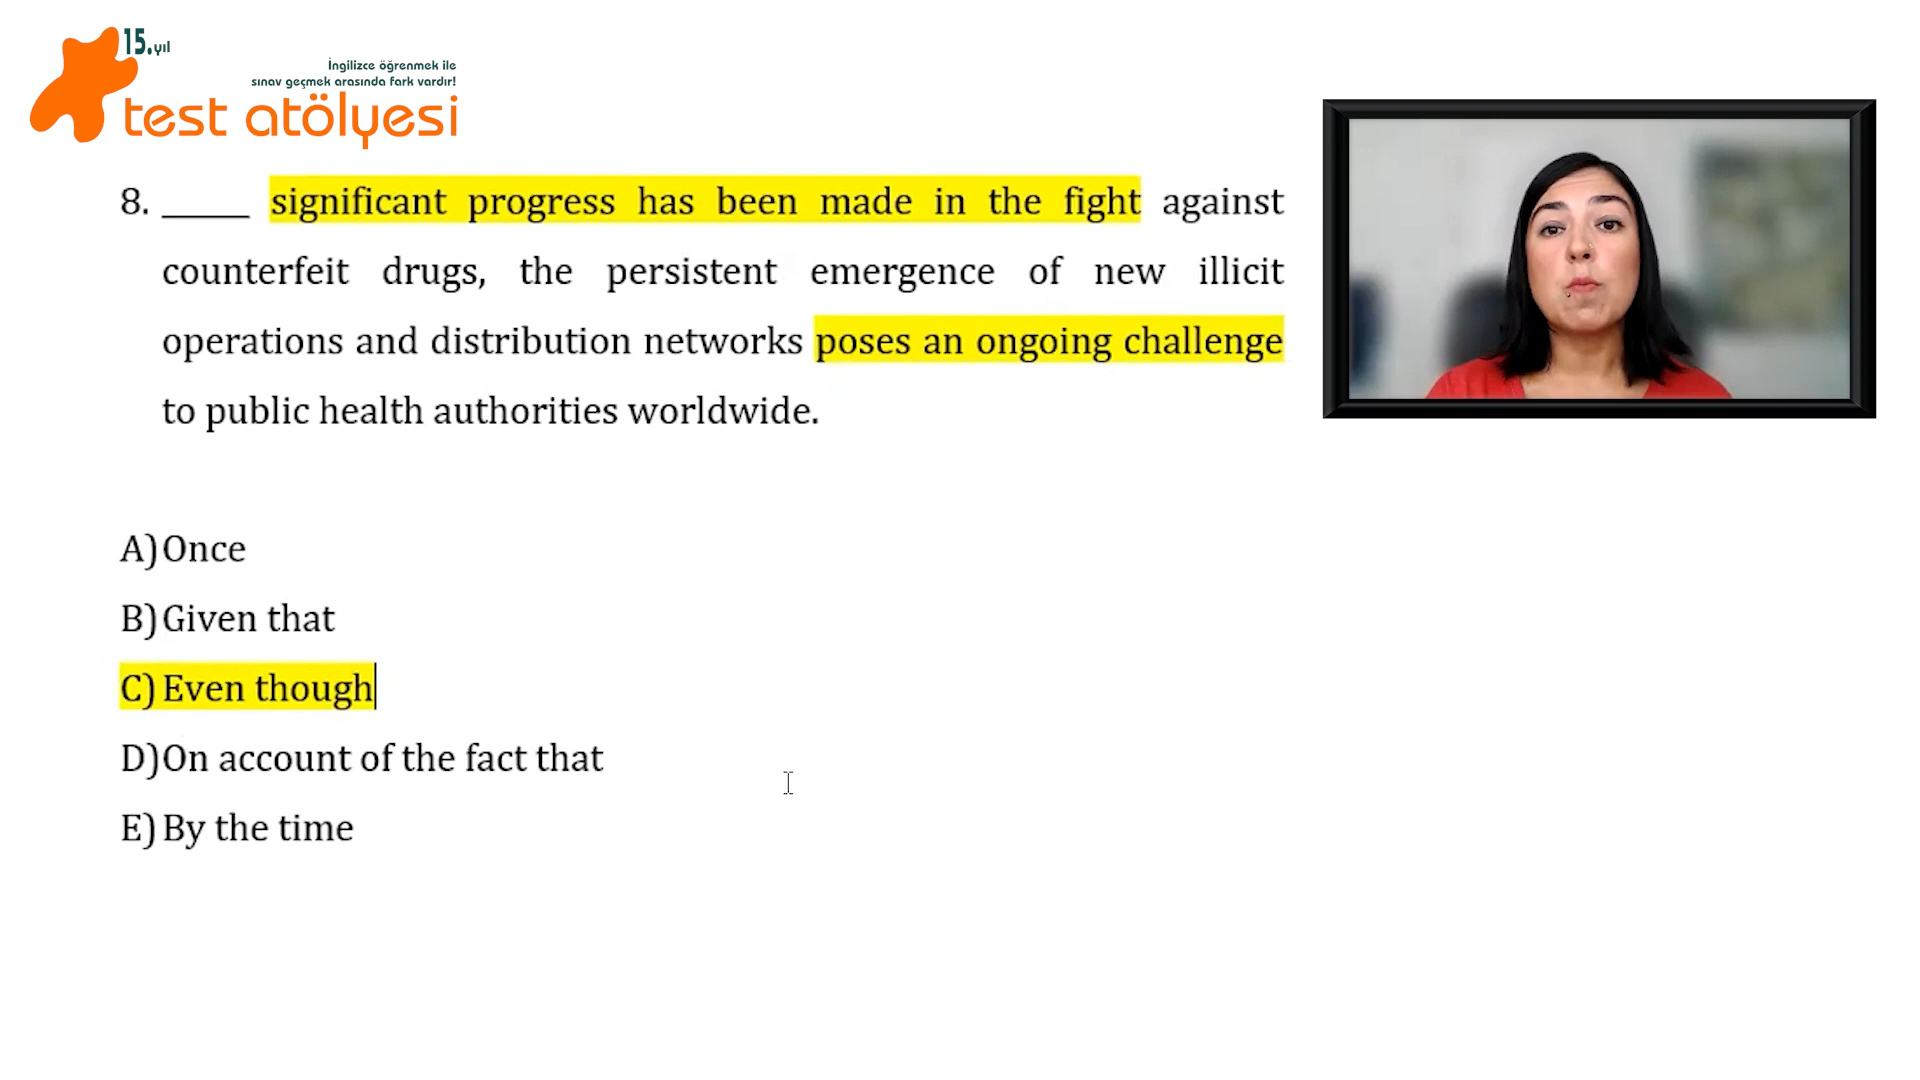 15.yıl
İngilizce öğrenmek ile
sınav geçmek arasında fark vardır!
test atölyesi
8. _____ significant progress has been made in the fight against
counterfeit drugs, the persistent emergence of new illicit
operations and distribution networks poses an ongoing challenge
to public health authorities worldwide.
A) Once
B) Given that
C) Even though
D) On account of the fact that
E) By the time